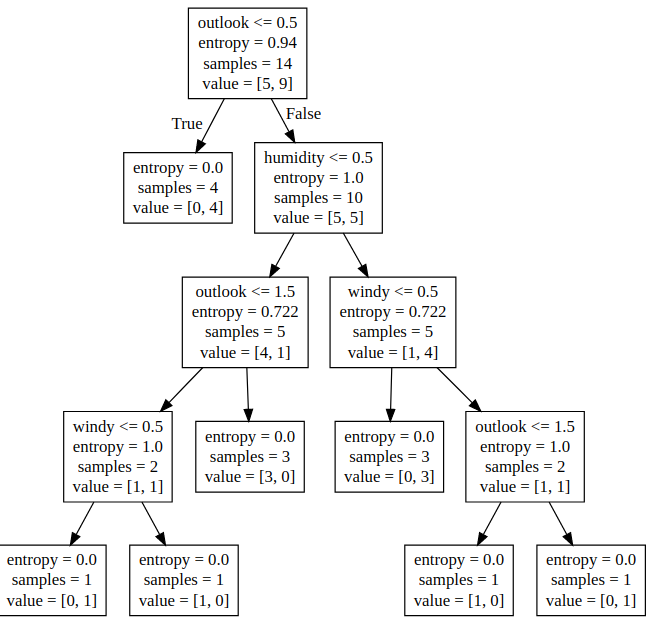 outlook <= 0.5
entropy = 0.94
samples = 14
value = [5, 9]
True
False
entropy = 0.0
samples = 4
value = [0, 4]
humidity <= 0.5
entropy = 1.0
samples = 10
value = [5, 5]
outlook <= 1.5
entropy = 0.722
samples = 5
value = [4, 1]
windy <= 0.5
entropy = 0.722
samples = 5
value = [1, 4]
windy <= 0.5
entropy = 1.0
samples = 2
value = [1, 1]
entropy = 0.0
samples = 3
value = [3, 0]
entropy = 0.0
samples = 3
value = [0, 3]
outlook <= 1.5
entropy = 1.0
samples = 2
value = [1, 1]
entropy = 0.0
samples = 1
value = [0, 1]
entropy = 0.0
samples = 1
value = [1, 0]
entropy = 0.0
samples = 1
value = [1, 0]
entropy = 0.0
samples = 1
value = [0, 1]